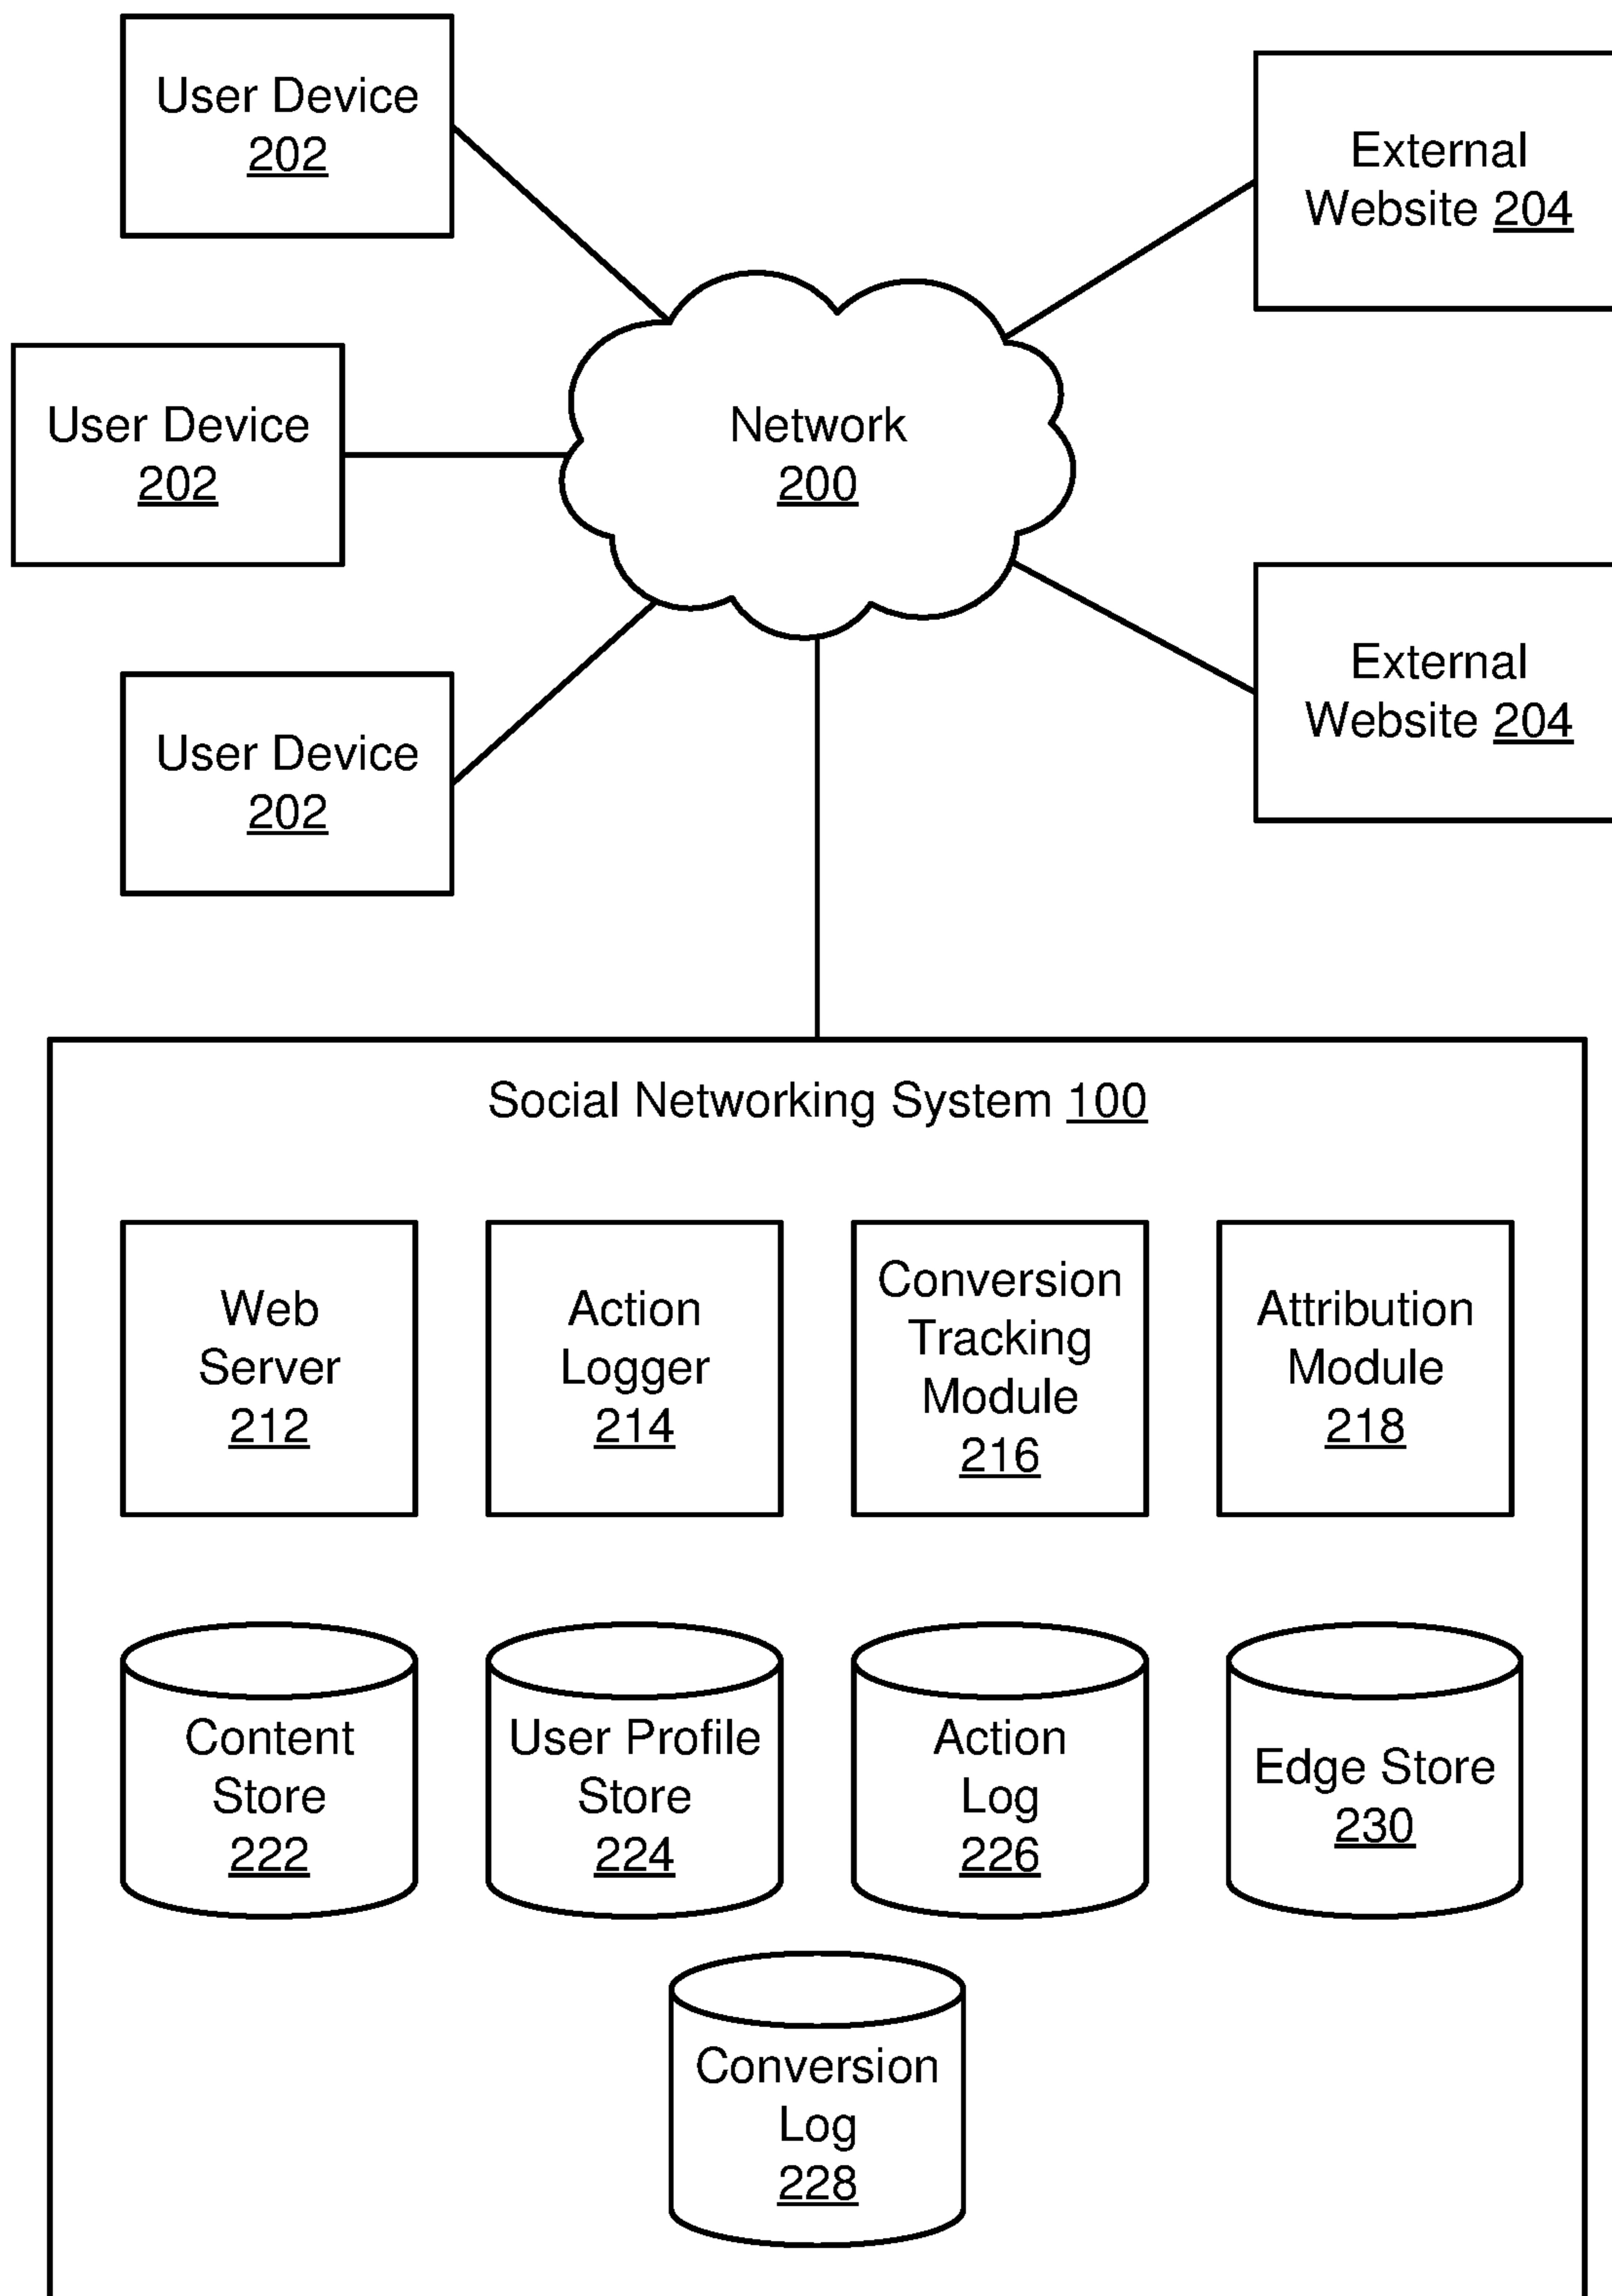 User Device
202
External
Website 204
User Device
202
Network
200
External
Website 204
User Device
202
Social Networking System 100
Web
Server
212
Action
Logger
214
Conversion
Tracking
Module
216
Attribution
Module
218
Content
Store
222
User Profile
Store
224
Action
Log
226
Edge Store
230
Conversion
Log
228